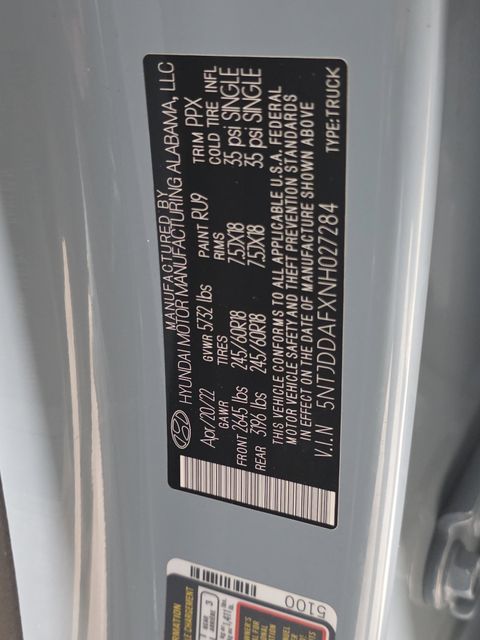 MANUFACTURED BY
HYUNDAI MOTOR MANUFACTURING ALABAMA, LLC
Apr/20/22 GVWR 5732 lbs PAINT RU9 TRIM PPX
GAWR TIRES RIMS COLD TIRE INFL
FRONT 2645 lbs 245/60R18 7.5JX18 35 psi SINGLE
REAR 3196 lbs 245/60R18 7.5JX18 35 psi SINGLE
THIS VEHICLE CONFORMS TO ALL APPLICABLE U.S.A. FEDERAL
MOTOR VEHICLE SAFETY AND THEFT PREVENTION STANDARDS
IN EFFECT ON THE DATE OF MANUFACTURE SHOWN ABOVE
V.I.N 5NTJDDAFXNH027284 TYPE:TRUCK
5100